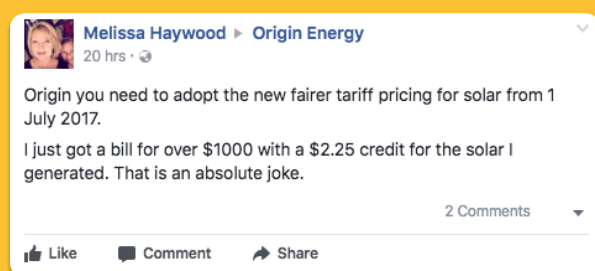 Melissa Haywood ▸ Origin Energy
20 hrs ·
Origin you need to adopt the new fairer tariff pricing for solar from 1
July 2017.
I just got a bill for over $1000 with a $2.25 credit for the solar I
generated. That is an absolute joke.
2 Comments
Like Comment Share